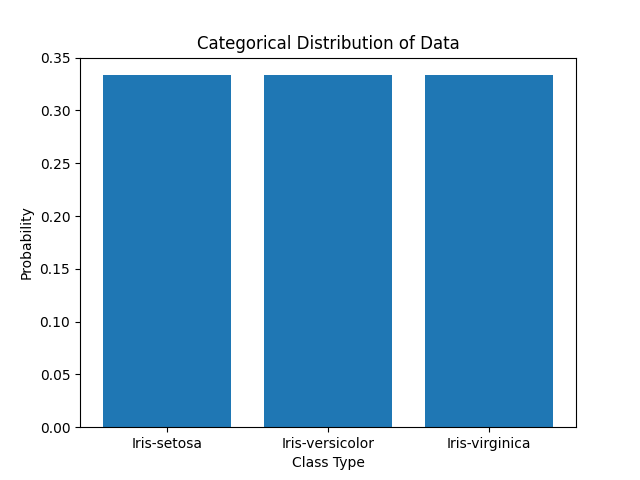 Categorical Distribution of Data
0.35
0.30
0.25
0.20
0.15
0.10
0.05
0.00
Probability
Iris-setosa Iris-versicolor Iris-virginica
Class Type